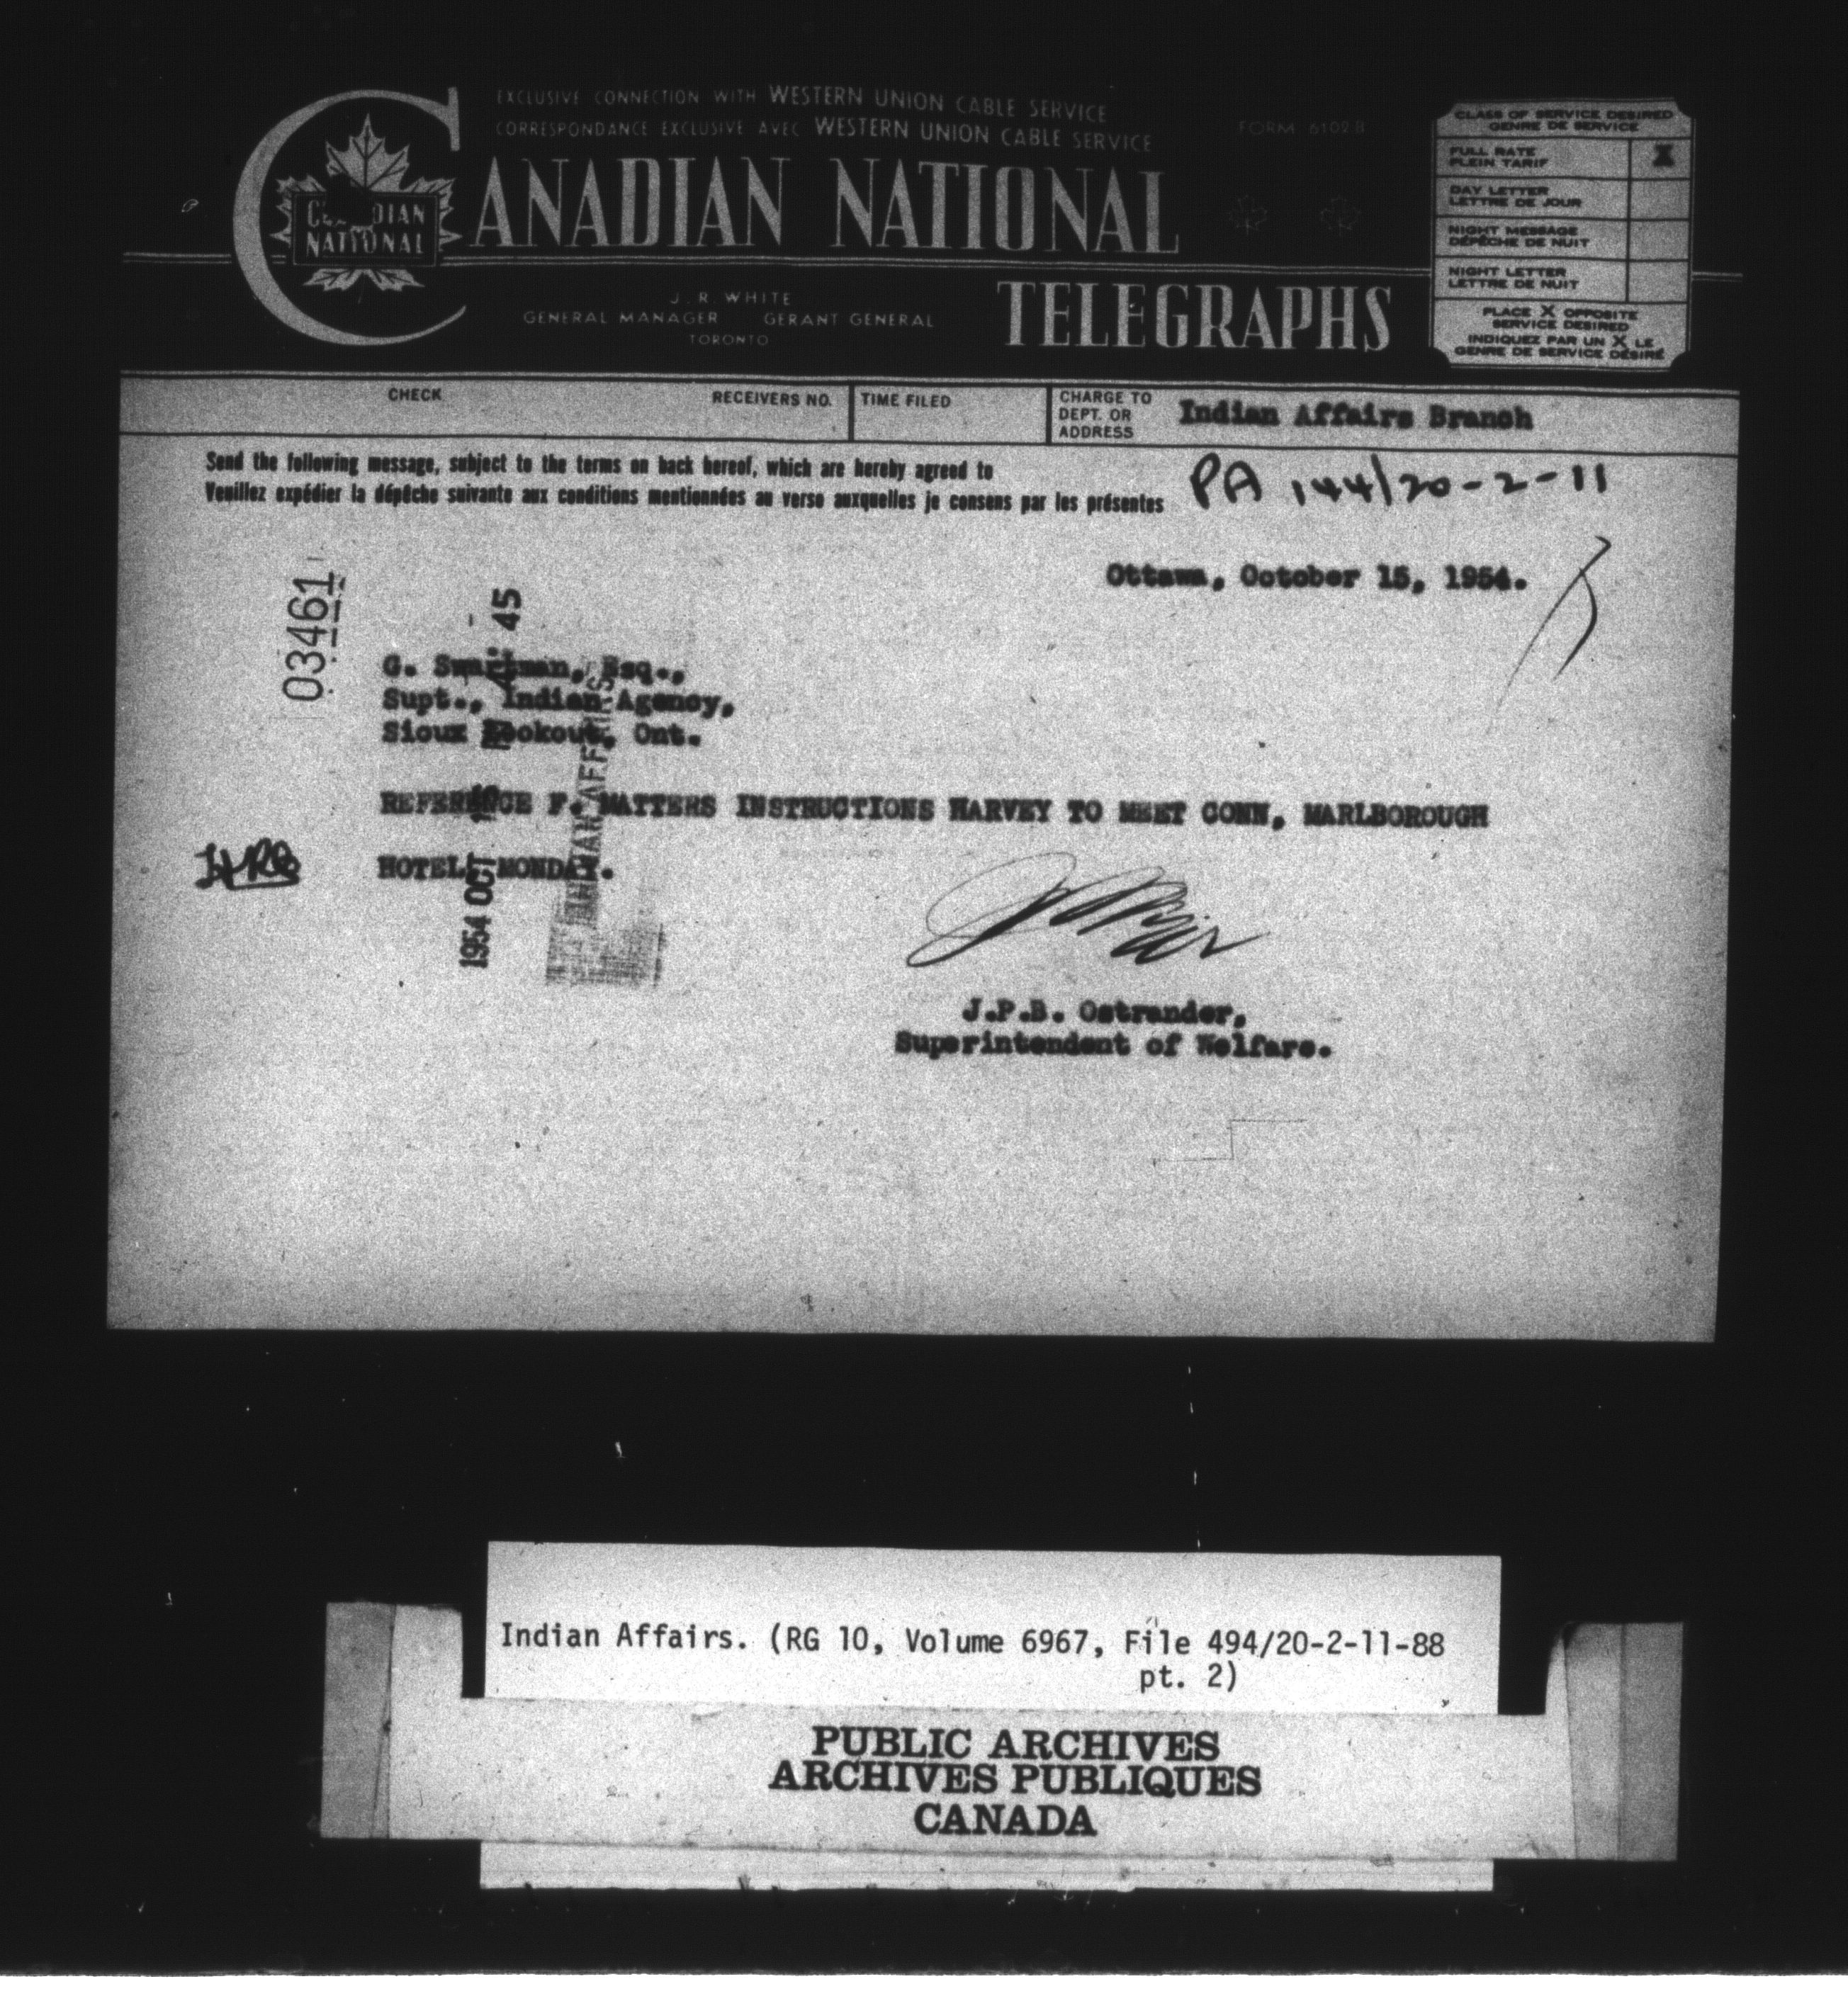 EXCLUSIVE CONNECTION WITH WESTERN UNION CABLE SERVICE
CORRESPONDANCE EXCLUSIVE AVEC WESTERN UNION CABLE SERVICE
FORM 6102 B
CANADIAN NATIONAL
CANADIAN
NATIONAL
TELEGRAPHS
J. R. WHITE
GENERAL MANAGER GERANT GENERAL
TORONTO
CLASS OF SERVICE DESIRED
GENRE DE SERVICE
FULL RATE
PLEIN TARIF X
DAY LETTER
LETTRE DE JOUR
NIGHT MESSAGE
DÉPÊCHE DE NUIT
NIGHT LETTER
LETTRE DE NUIT
PLACE X OPPOSITE
SERVICE DESIRED
INDIQUEZ PAR UN X LE
GENRE DE SERVICE DÉSIRÉ
CHECK RECEIVERS NO. TIME FILED
CHARGE TO
DEPT. OR
ADDRESS
Indian Affairs Branch
Send the following message, subject to the terms on back hereof, which are hereby agreed to
Veuillez expédier la dépêche suivante aux conditions mentionnées au verso auxquelles je consens par les présentes
PA 144/20-2-11
Ottawa, October 15, 1954.
03461
G. Swartman, Esq.,
Supt., Indian Agency,
Sioux Lookout, Ont.
REFERENCE F. MATTERS INSTRUCTIONS HARVEY TO MEET CONN, MARLBOROUGH
HOTEL, MONDAY.
1954 OCT 45
J.P.B. Ostrander,
Superintendent of Welfare.
Indian Affairs. (RG 10, Volume 6967, File 494/20-2-11-88
pt. 2)
PUBLIC ARCHIVES
ARCHIVES PUBLIQUES
CANADA